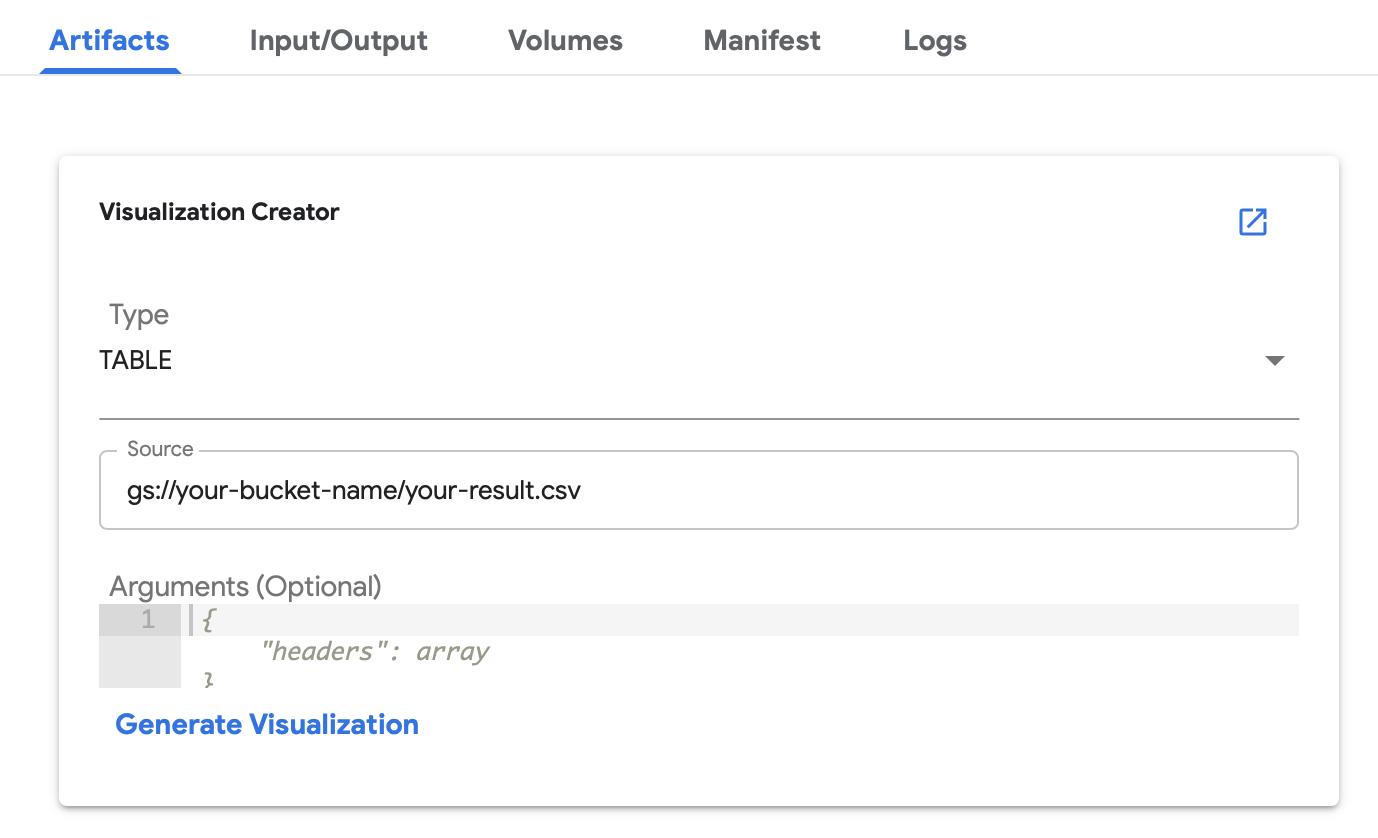 Artifacts Input/Output Volumes Manifest Logs
Visualization Creator
Type
TABLE
Source
gs://your-bucket-name/your-result.csv
Arguments (Optional)
1 {
"headers": array
}
Generate Visualization